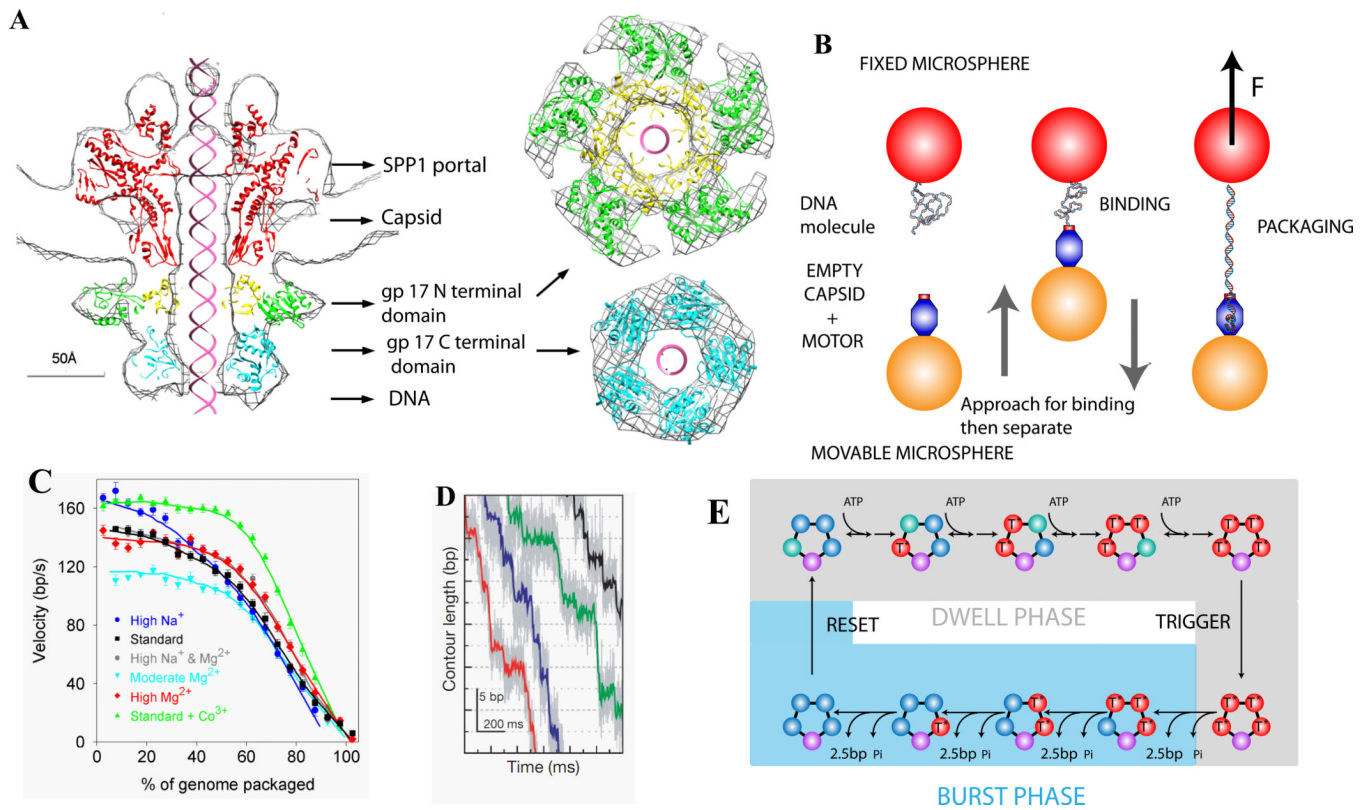 A
SPP1 portal
Capsid
gp 17 N terminal
domain
gp 17 C terminal
domain
DNA
50Å
B
FIXED MICROSPHERE
F
DNA
molecule
BINDING
PACKAGING
EMPTY
CAPSID
+
MOTOR
Approach for binding
then separate
MOVABLE MICROSPHERE
C
Velocity (bp/s)
160
120
80
40
0
High Na⁺
Standard
High Na⁺ & Mg²⁺
Moderate Mg²⁺
High Mg²⁺
Standard + Co³⁺
0 20 40 60 80 100
% of genome packaged
D
Contour length (bp)
5 bp
200 ms
Time (ms)
E
ATP ATP ATP ATP
T* T* T* T* T* T* T* T* T* T*
RESET
DWELL PHASE
TRIGGER
T* T* T* T* T* T* T* T* T* T*
2.5bp Pi 2.5bp Pi 2.5bp Pi 2.5bp Pi
BURST PHASE